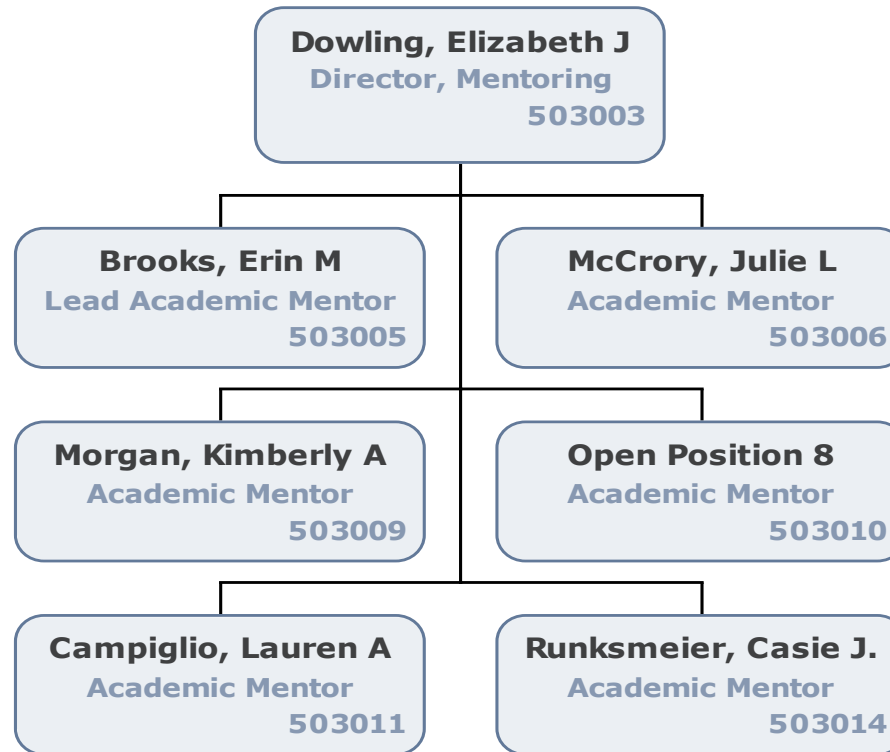 Dowling, Elizabeth J
Director, Mentoring
503003
Brooks, Erin M
Lead Academic Mentor
503005
McCrory, Julie L
Academic Mentor
503006
Morgan, Kimberly A
Academic Mentor
503009
Open Position 8
Academic Mentor
503010
Campiglio, Lauren A
Academic Mentor
503011
Runksmeier, Casie J.
Academic Mentor
503014